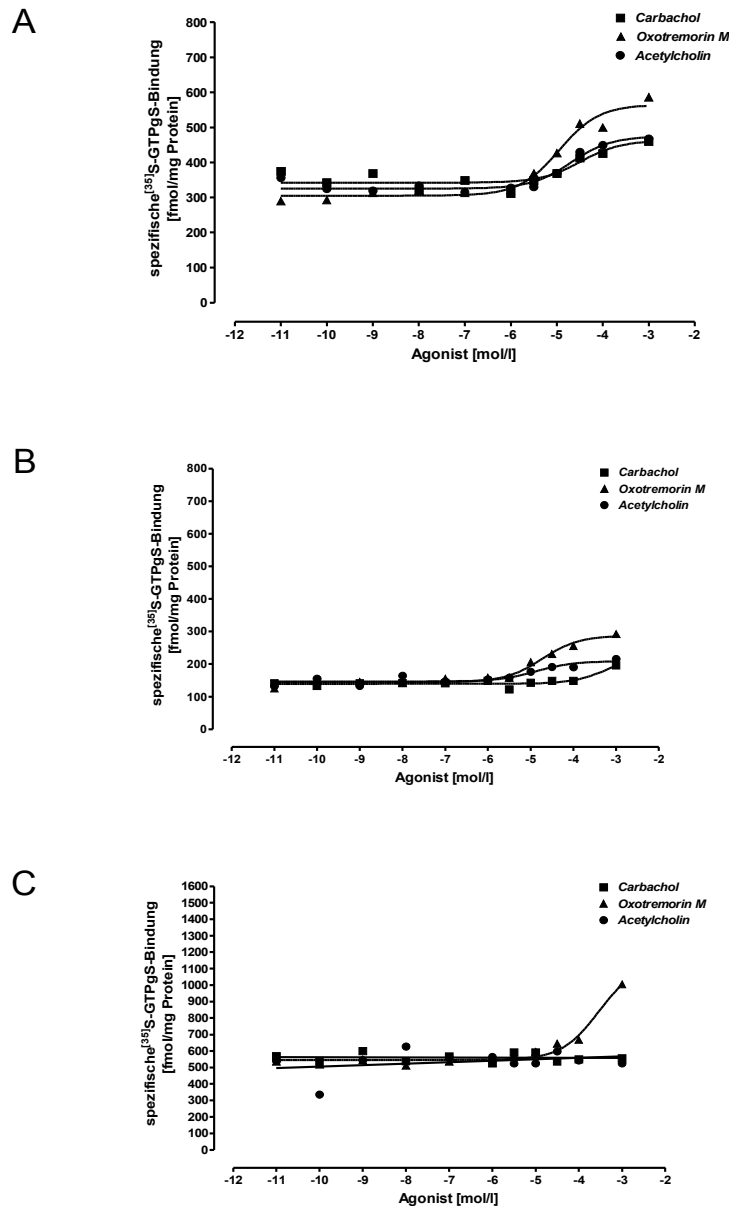 A
Carbachol
Oxotremorin M
Acetylcholin
spezifische[35]S-GTPgS-Bindung
[fmol/mg Protein]
800
700
600
500
400
300
200
100
0
-12 -11 -10 -9 -8 -7 -6 -5 -4 -3 -2
Agonist [mol/l]
B
Carbachol
Oxotremorin M
Acetylcholin
spezifische[35]S-GTPgS-Bindung
[fmol/mg Protein]
800
700
600
500
400
300
200
100
0
-12 -11 -10 -9 -8 -7 -6 -5 -4 -3 -2
Agonist [mol/l]
C
Carbachol
Oxotremorin M
Acetylcholin
spezifische[35]S-GTPgS-Bindung
[fmol/mg Protein]
1600
1500
1400
1300
1200
1100
1000
900
800
700
600
500
400
300
200
100
0
-12 -11 -10 -9 -8 -7 -6 -5 -4 -3 -2
Agonist [mol/l]